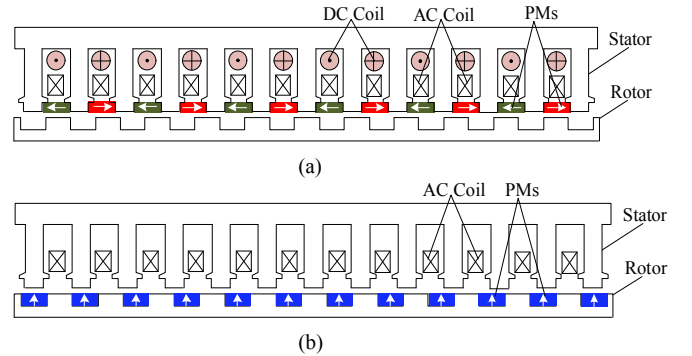 DC Coil AC Coil PMs
Stator
Rotor
(a)
AC Coil PMs
Stator
Rotor
(b)